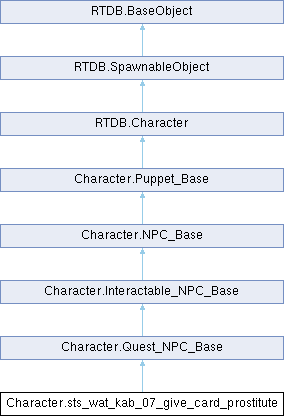 RTDB.BaseObject
RTDB.SpawnableObject
RTDB.Character
Character.Puppet_Base
Character.NPC_Base
Character.Interactable_NPC_Base
Character.Quest_NPC_Base
Character.sts_wat_kab_07_give_card_prostitute